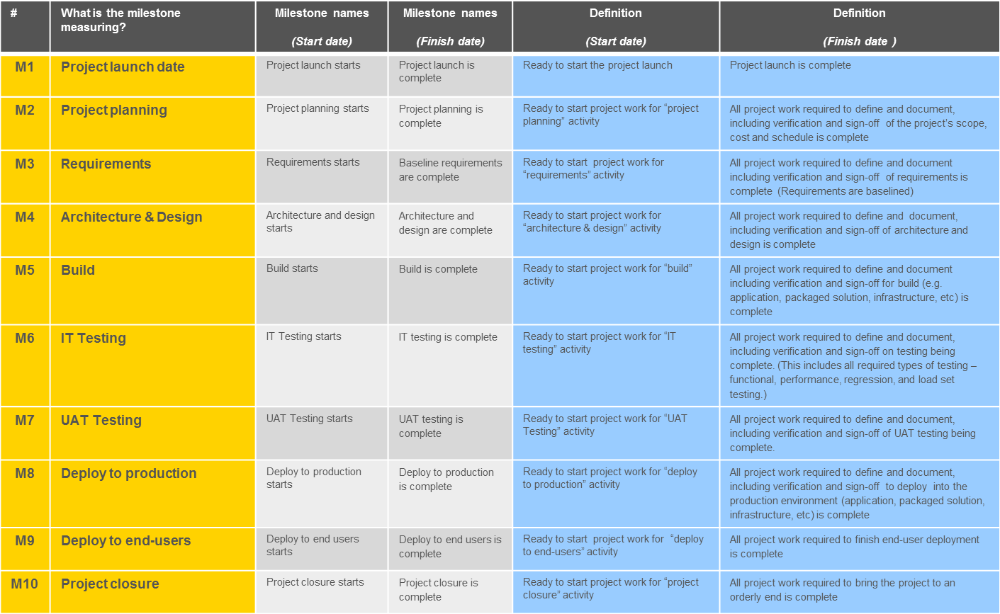 #
What is the milestone
measuring?
Milestone names
(Start date)
Milestone names
(Finish date)
Definition
(Start date)
Definition
(Finish date )
M1
Project launch date
Project launch starts
Project launch is
complete
Ready to start the project launch
Project launch is complete
M2
Project planning
Project planning starts
Project planning is
complete
Ready to start project work for “project
planning” activity
All project work required to define and document,
including verification and sign-off of the project’s scope,
cost and schedule is complete
M3
Requirements
Requirements starts
Baseline requirements
are complete
Ready to start project work for
“requirements” activity
All project work required to define and document
including verification and sign-off of requirements is
complete (Requirements are baselined)
M4
Architecture & Design
Architecture and design
starts
Architecture and
design are complete
Ready to start project work for
“architecture & design” activity
All project work required to define and document,
including verification and sign-off of architecture and
design is complete
M5
Build
Build starts
Build is complete
Ready to start project work for “build”
activity
All project work required to define and document
including verification and sign-off for build (e.g.
application, packaged solution, infrastructure, etc) is
complete
M6
IT Testing
IT Testing starts
IT testing is complete
Ready to start project work for “IT
testing” activity
All project work required to define and document,
including verification and sign-off on testing being
complete. (This includes all required types of testing –
functional, performance, regression, and load set
testing.)
M7
UAT Testing
UAT Testing starts
UAT testing is
complete
Ready to start project work for “UAT
Testing” activity
All project work required to define and document,
including verification and sign-off of UAT testing being
complete.
M8
Deploy to production
Deploy to production
starts
Deploy to production
is complete
Ready to start project work for “deploy
to production” activity
All project work required to define and document,
including verification and sign-off to deploy into the
production environment (application, packaged solution,
infrastructure, etc) is complete
M9
Deploy to end-users
Deploy to end users
starts
Deploy to end users is
complete
Ready to start project work for “deploy
to end-users” activity
All project work required to finish end-user deployment
is complete
M10
Project closure
Project closure starts
Project closure is
complete
Ready to start project work for “project
closure” activity
All project work required to bring the project to an
orderly end is complete